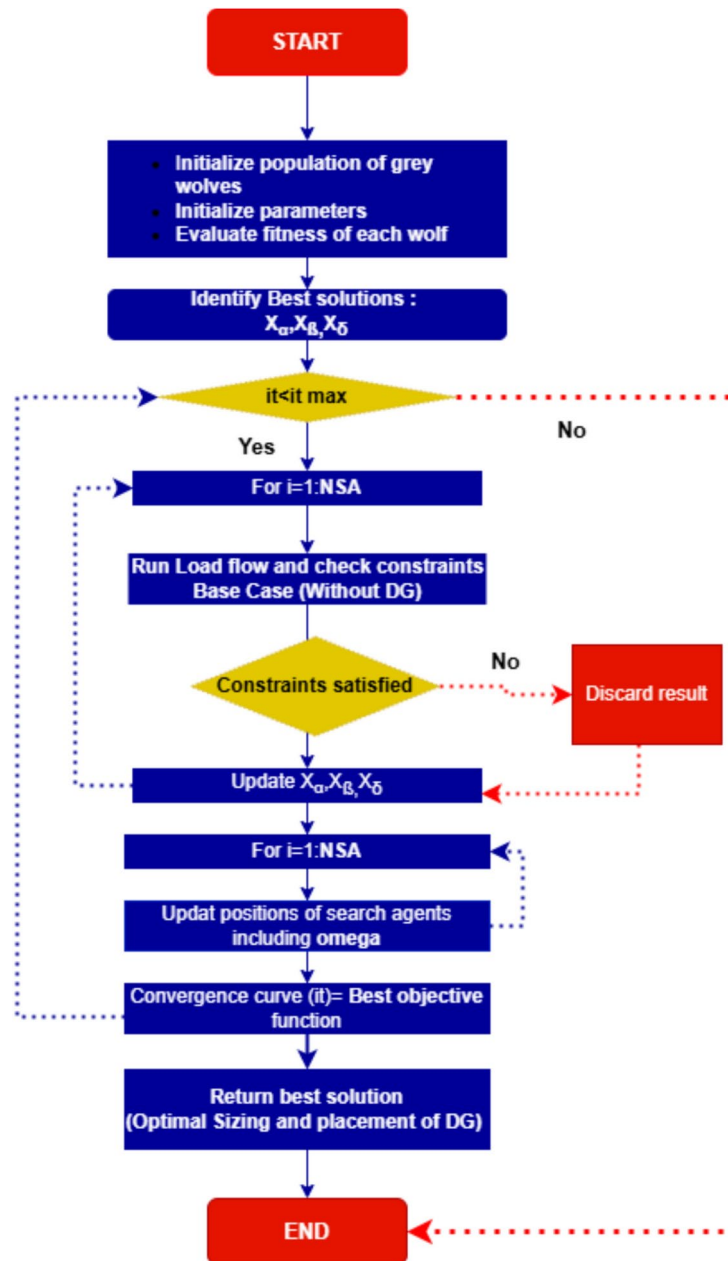 START
• Initialize population of grey
wolves
• Initialize parameters
• Evaluate fitness of each wolf
Identify Best solutions :
Xα,Xß,Xδ
it<it max
No
Yes
For i=1:NSA
Run Load flow and check constraints
Base Case (Without DG)
No
Constraints satisfied
Discard result
Update Xα,Xß,Xδ
For i=1:NSA
Updat positions of search agents
including omega
Convergence curve (it)= Best objective
function
Return best solution
(Optimal Sizing and placement of DG)
END